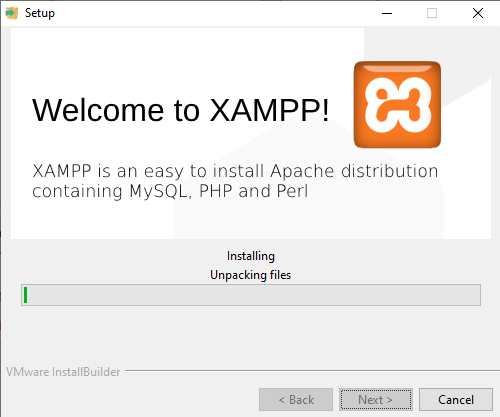 Setup
Welcome to XAMPP!
XAMPP is an easy to install Apache distribution
containing MySQL, PHP and Perl
Installing
Unpacking files
VMware InstallBuilder
< Back
Next >
Cancel